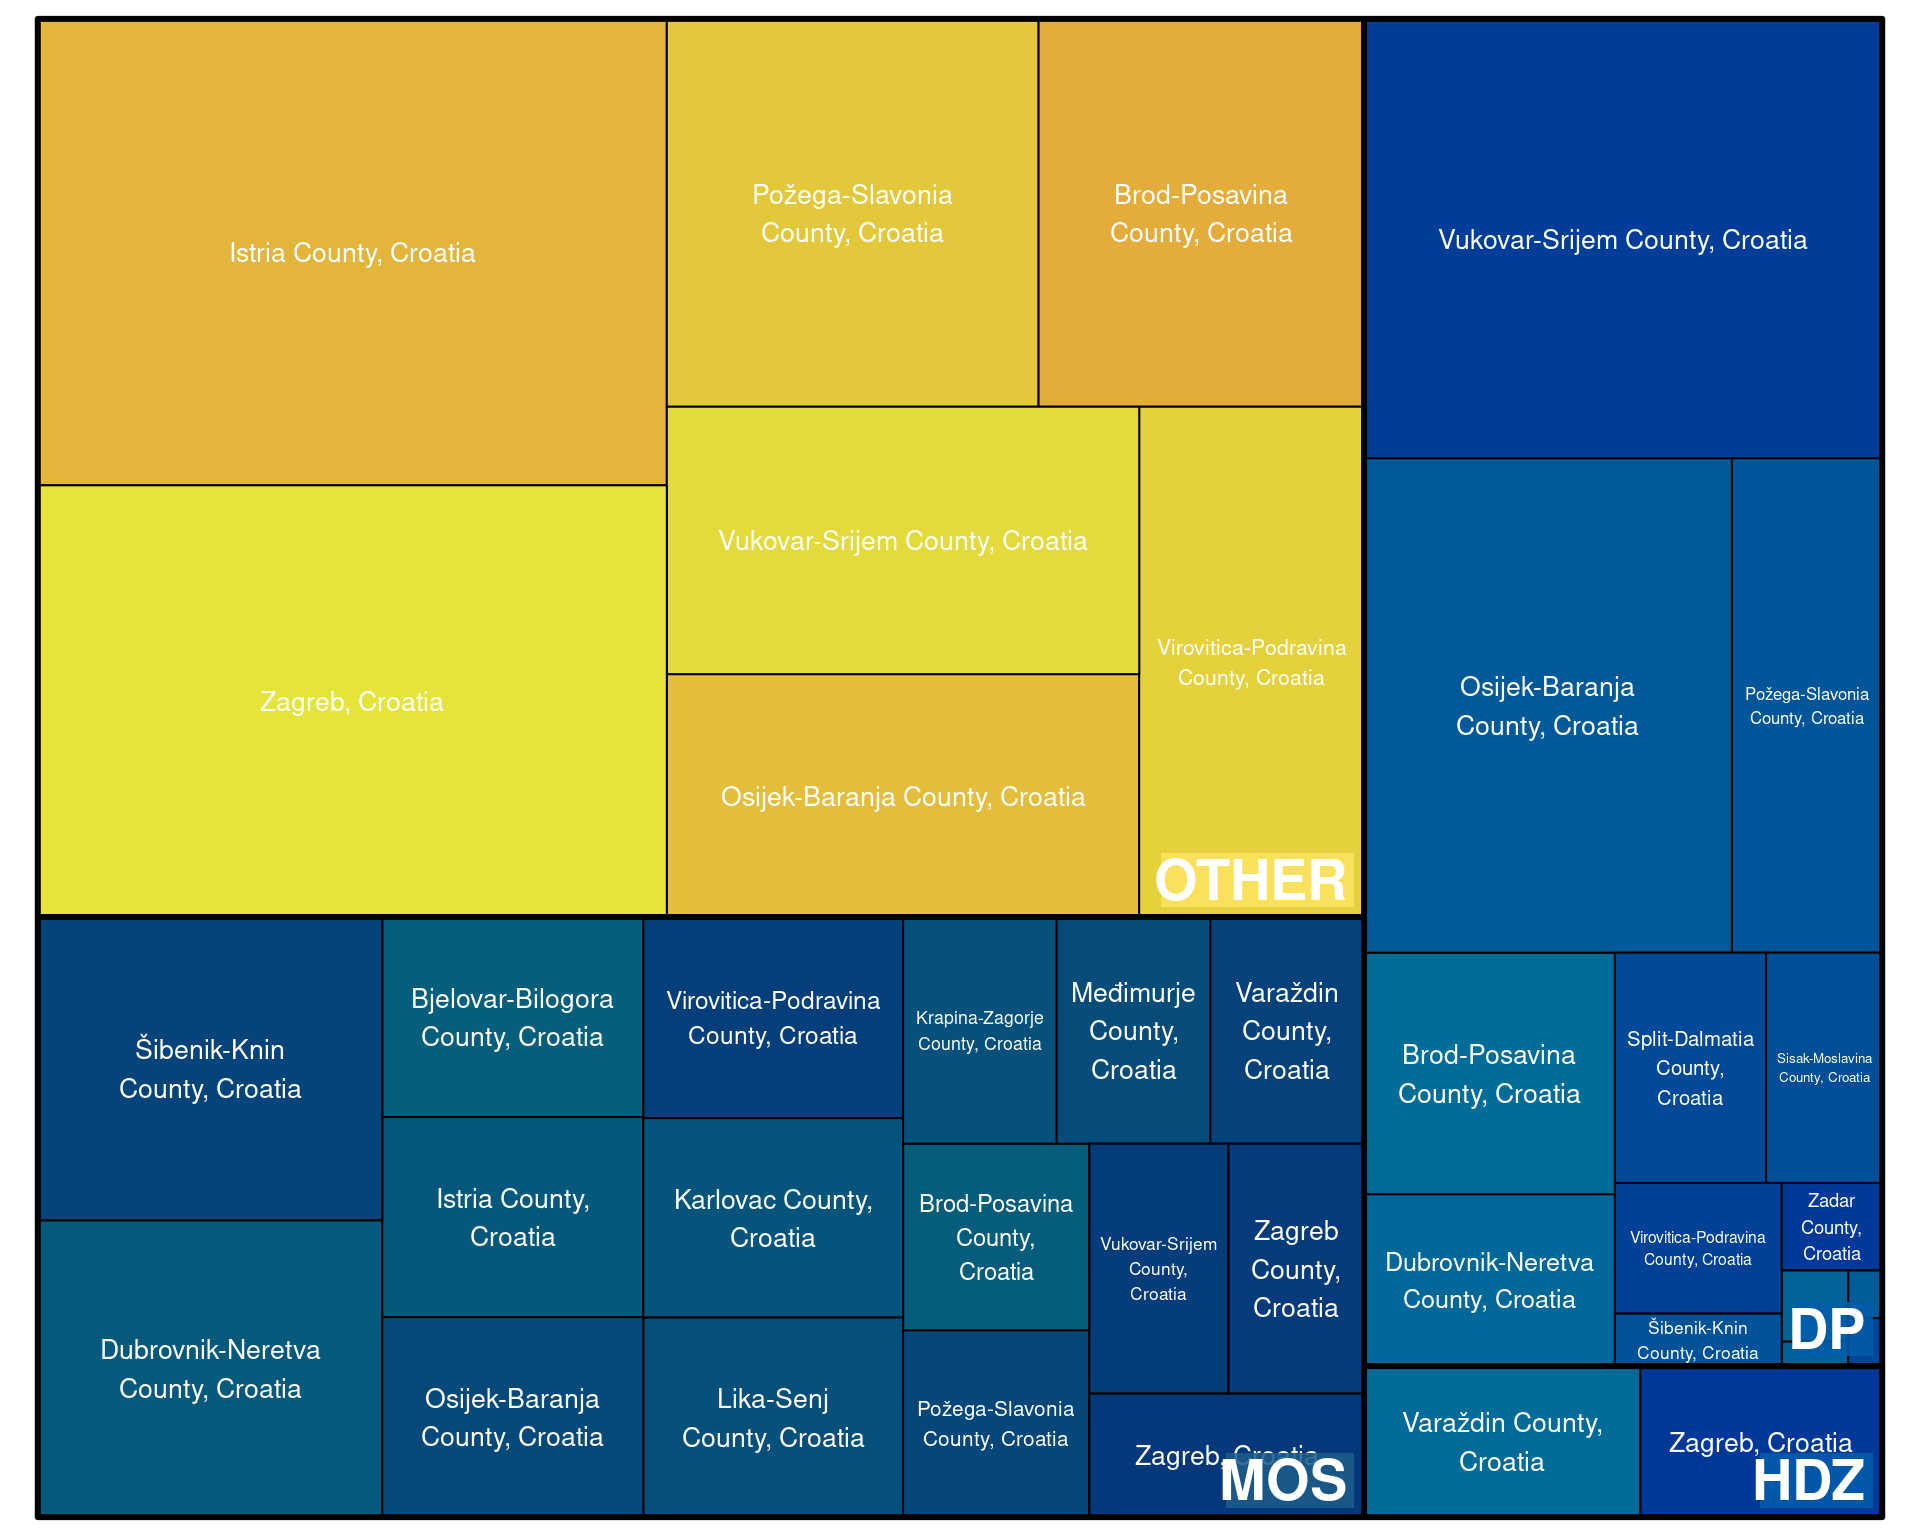 Istria County, Croatia
Požega-Slavonia
County, Croatia
Brod-Posavina
County, Croatia
Vukovar-Srijem County, Croatia
Zagreb, Croatia
Vukovar-Srijem County, Croatia
Virovitica-Podravina
County, Croatia
Osijek-Baranja County, Croatia
OTHER
Osijek-Baranja
County, Croatia
Požega-Slavonia
County, Croatia
Šibenik-Knin
County, Croatia
Bjelovar-Bilogora
County, Croatia
Virovitica-Podravina
County, Croatia
Krapina-Zagorje
County, Croatia
Međimurje
County,
Croatia
Varaždin
County,
Croatia
Dubrovnik-Neretva
County, Croatia
Istria County,
Croatia
Karlovac County,
Croatia
Brod-Posavina
County,
Croatia
Vukovar-Srijem
County,
Croatia
Zagreb
County,
Croatia
Osijek-Baranja
County, Croatia
Lika-Senj
County, Croatia
Požega-Slavonia
County, Croatia
Zagreb, Croatia
MOS
Brod-Posavina
County, Croatia
Split-Dalmatia
County,
Croatia
Sisak-Moslavina
County, Croatia
Dubrovnik-Neretva
County, Croatia
Virovitica-Podravina
County, Croatia
Zadar
County,
Croatia
Šibenik-Knin
County, Croatia
DP
Varaždin County,
Croatia
Zagreb, Croatia
HDZ